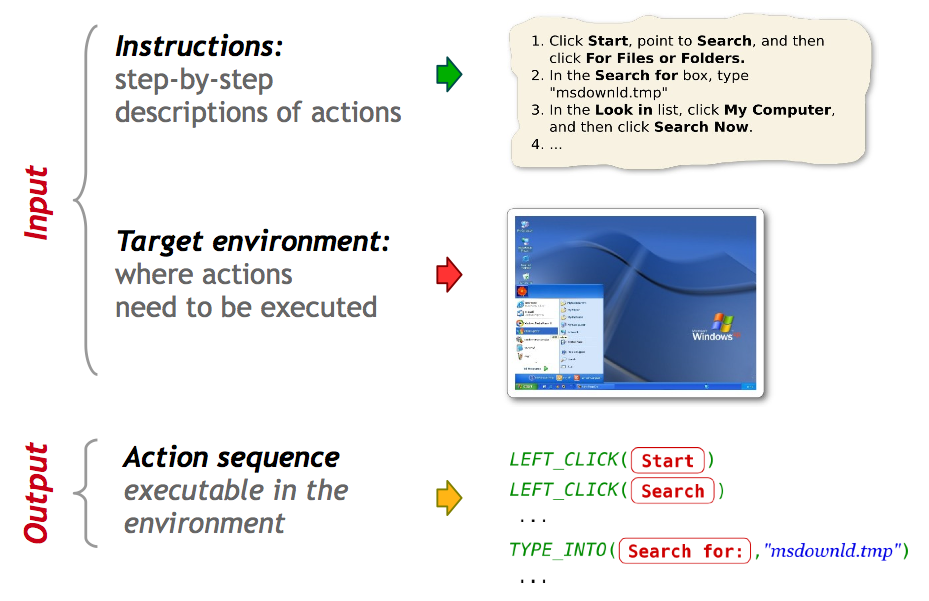 Input
Instructions:
step-by-step
descriptions of actions
1. Click Start, point to Search, and then
click For Files or Folders.
2. In the Search for box, type
"msdownld.tmp"
3. In the Look in list, click My Computer,
and then click Search Now.
4. ...
Target environment:
where actions
need to be executed
Windows
Output
Action sequence
executable in the
environment
LEFT_CLICK( Start )
LEFT_CLICK( Search )
...
TYPE_INTO( Search for: ,"msdownld.tmp")
...